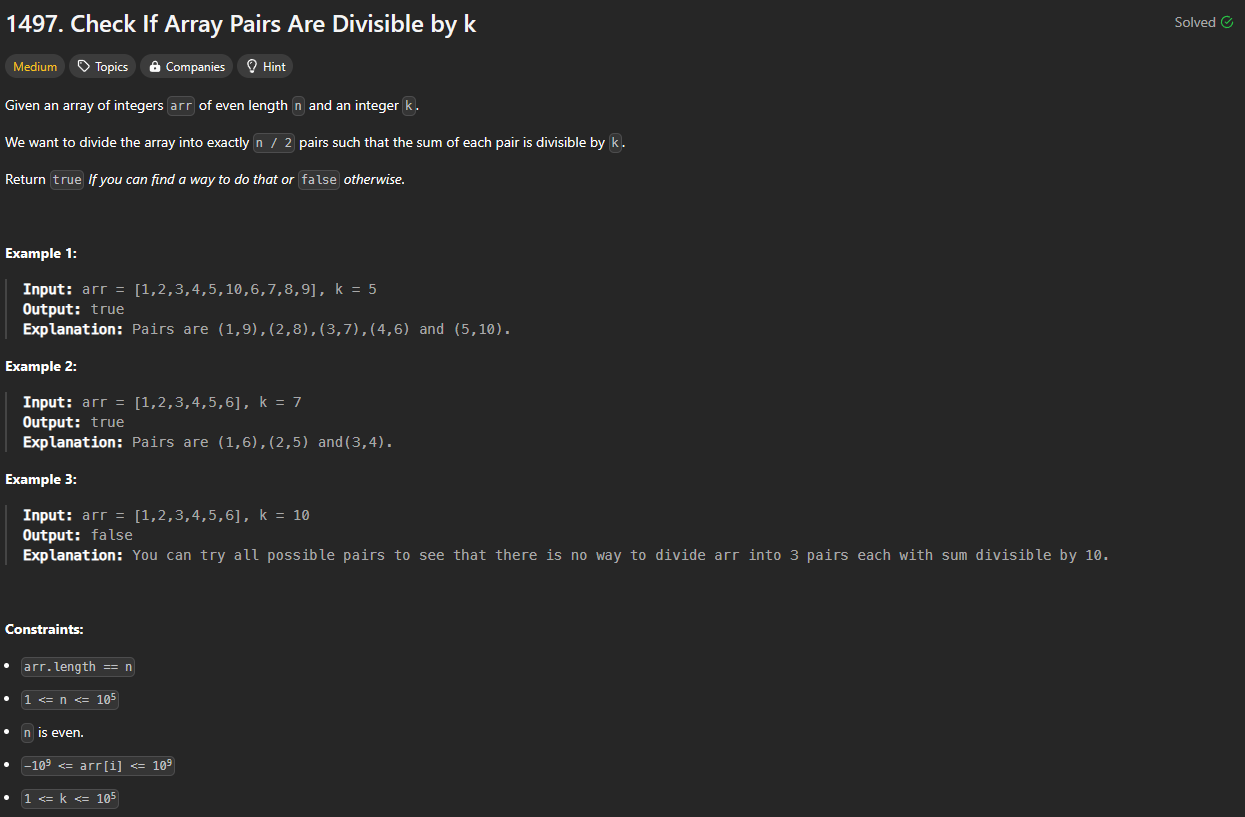 1497. Check If Array Pairs Are Divisible by k
Solved
Medium Topics Companies Hint
Given an array of integers arr of even length n and an integer k.
We want to divide the array into exactly n / 2 pairs such that the sum of each pair is divisible by k.
Return true If you can find a way to do that or false otherwise.
Example 1:
Input: arr = [1,2,3,4,5,10,6,7,8,9], k = 5
Output: true
Explanation: Pairs are (1,9),(2,8),(3,7),(4,6) and (5,10).
Example 2:
Input: arr = [1,2,3,4,5,6], k = 7
Output: true
Explanation: Pairs are (1,6),(2,5) and(3,4).
Example 3:
Input: arr = [1,2,3,4,5,6], k = 10
Output: false
Explanation: You can try all possible pairs to see that there is no way to divide arr into 3 pairs each with sum divisible by 10.
Constraints:
• arr.length == n
• 1 <= n <= 10⁵
• n is even.
• -10⁹ <= arr[i] <= 10⁹
• 1 <= k <= 10⁵